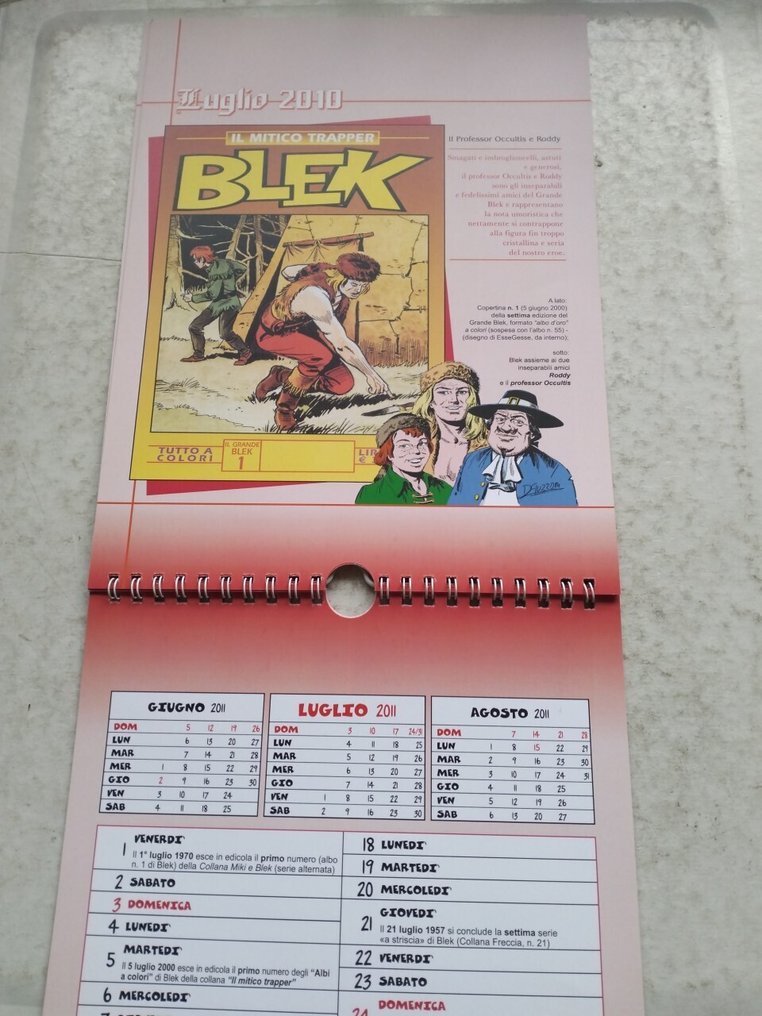 Luglio 2010
IL MITICO TRAPPER
BLEK
TUTTO A
COLORI
IL GRANDE
BLEK
1
LIR
€
Il Professor Occultis e Roddy
Smagati e imbroglioncelli, astuti
e generosi,
il professor Occultis e Roddy
sono gli inseparabili
e fedelissimi amici del Grande
Blek e rappresentano
la nota umoristica che
nettamente si contrappone
alla figura fin troppo
cristallina e seria
del nostro eroe.
A lato:
Copertina n. 1 (5 giugno 2000)
della settima edizione del
Grande Blek, formato "albo d'oro"
a colori (sospesa con l'albo n. 55) -
(disegno di EsseGesse, da interno);
sotto:
Blek assieme ai due
inseparabili amici
Roddy
e il professor Occultis
GIUGNO 2011
DOM 5 12 19 26
LUN 6 13 20 27
MAR 7 14 21 28
MER 1 8 15 22 29
GIO 2 9 16 23 30
VEN 3 10 17 24
SAB 4 11 18 25
LUGLIO 2011
DOM 3 10 17 24/31
LUN 4 11 18 25
MAR 5 12 19 26
MER 6 13 20 27
GIO 7 14 21 28
VEN 1 8 15 22 29
SAB 2 9 16 23 30
AGOSTO 2011
DOM 7 14 21 28
LUN 1 8 15 22 29
MAR 2 9 16 23 30
MER 3 10 17 24 31
GIO 4 11 18 25
VEN 5 12 19 26
SAB 6 13 20 27
1 VENERDI'
Il 1° luglio 1970 esce in edicola il primo numero (albo
n. 1 di Blek) della Collana Miki e Blek (serie alternata)
2 SABATO
3 DOMENICA
4 LUNEDI'
5 MARTEDI'
Il 5 luglio 2000 esce in edicola il primo numero degli "Albi
a colori" di Blek della collana "Il mitico trapper"
6 MERCOLEDI'
18 LUNEDI'
19 MARTEDI'
20 MERCOLEDI'
21 GIOVEDI'
Il 21 luglio 1957 si conclude la settima serie
«a striscia» di Blek (Collana Freccia, n. 21)
22 VENERDI'
23 SABATO
24 DOMENICA